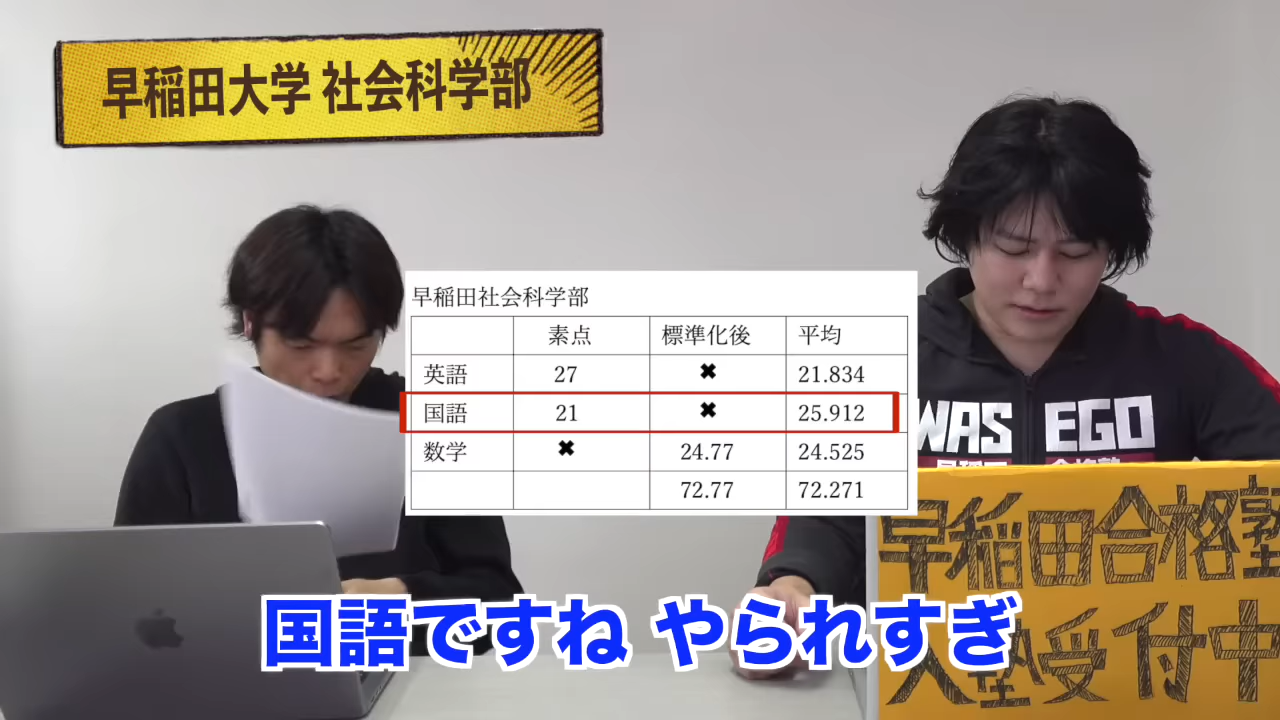 早稲田大学 社会科学部
早稲田社会科学部
素点 標準化後 平均
英語 27 ✖ 21.834
国語 21 ✖ 25.912
数学 ✖ 24.77 24.525
72.77 72.271
WAS EGO
早稲田合格塾
入塾受付中
国語ですね やられすぎ